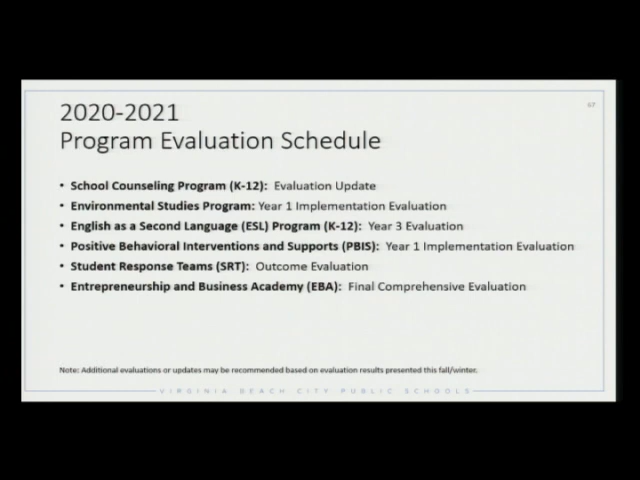 67
2020-2021
Program Evaluation Schedule
• School Counseling Program (K-12): Evaluation Update
• Environmental Studies Program: Year 1 Implementation Evaluation
• English as a Second Language (ESL) Program (K-12): Year 3 Evaluation
• Positive Behavioral Interventions and Supports (PBIS): Year 1 Implementation Evaluation
• Student Response Teams (SRT): Outcome Evaluation
• Entrepreneurship and Business Academy (EBA): Final Comprehensive Evaluation
Note: Additional evaluations or updates may be recommended based on evaluation results presented this fall/winter.
VIRGINIA BEACH CITY PUBLIC SCHOOLS